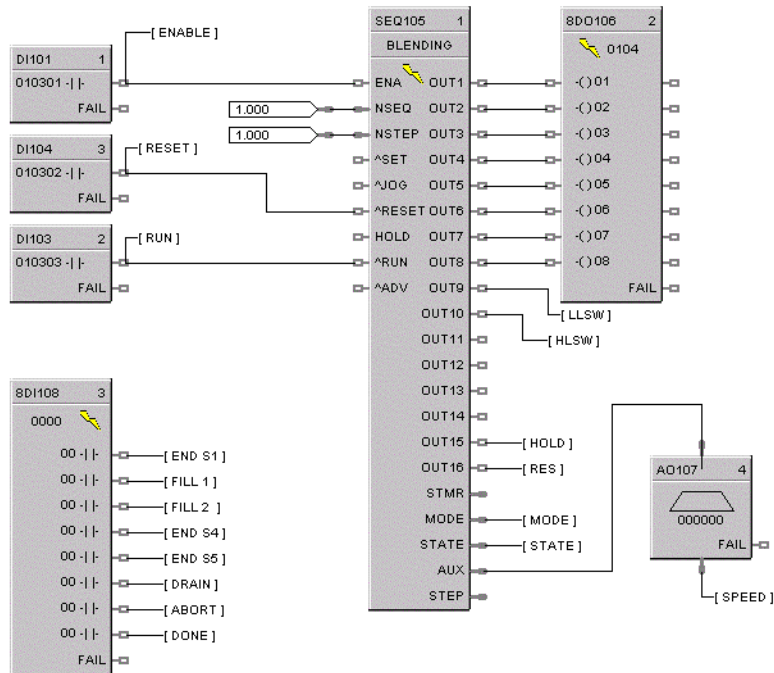 DI101 1
010301 -| |-
FAIL
[ ENABLE ]
DI104 3
010302 -| |-
FAIL
[ RESET ]
DI103 2
010303 -| |-
FAIL
[ RUN ]
8DI108 3
0000
00 -| |- [ END S1 ]
00 -| |- [ FILL 1 ]
00 -| |- [ FILL 2 ]
00 -| |- [ END S4 ]
00 -| |- [ END S5 ]
00 -| |- [ DRAIN ]
00 -| |- [ ABORT ]
00 -| |- [ DONE ]
FAIL
1.000
1.000
SEQ105 1
BLENDING
ENA OUT1
NSEQ OUT2
NSTEP OUT3
^SET OUT4
^JOG OUT5
^RESET OUT6
HOLD OUT7
^RUN OUT8
^ADV OUT9
[ LLSW ]
OUT10
[ HLSW ]
OUT11
OUT12
OUT13
OUT14
OUT15 [ HOLD ]
OUT16 [ RES ]
STMR
MODE [ MODE ]
STATE [ STATE ]
AUX
STEP
8DO106 2
0104
-( ) 01
-( ) 02
-( ) 03
-( ) 04
-( ) 05
-( ) 06
-( ) 07
-( ) 08
FAIL
AO107 4
000000
FAIL
[ SPEED ]